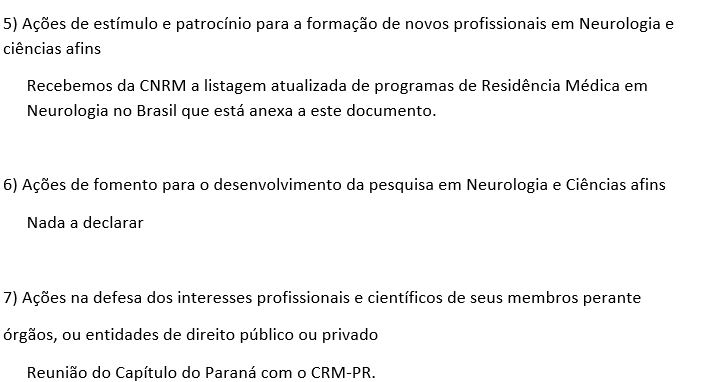 5) Ações de estímulo e patrocínio para a formação de novos profissionais em Neurologia e
ciências afins
Recebemos da CNRM a listagem atualizada de programas de Residência Médica em
Neurologia no Brasil que está anexa a este documento.
6) Ações de fomento para o desenvolvimento da pesquisa em Neurologia e Ciências afins
Nada a declarar
7) Ações na defesa dos interesses profissionais e científicos de seus membros perante
órgãos, ou entidades de direito público ou privado
Reunião do Capítulo do Paraná com o CRM-PR.